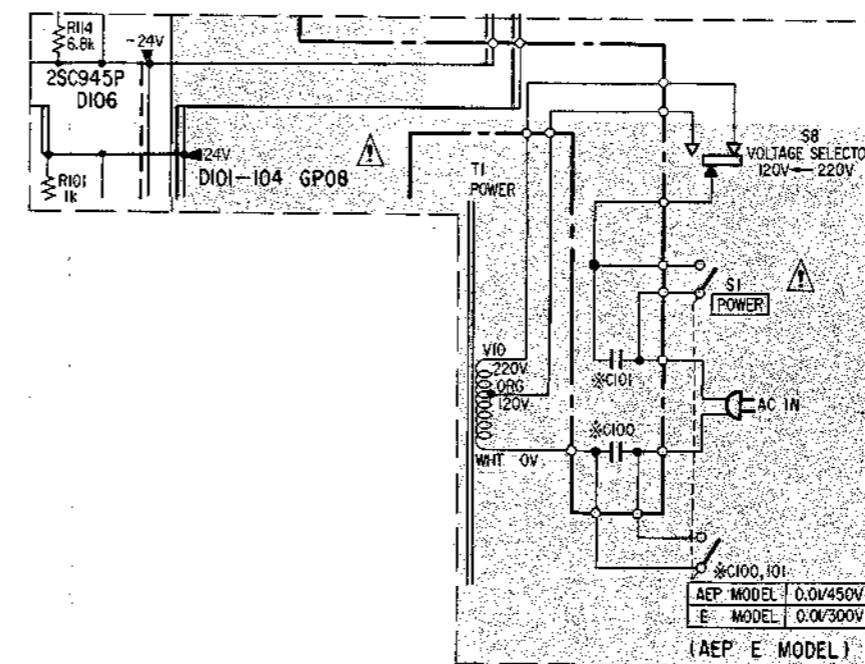 R114
6.8k
-24V
2SC945P
D106
24V
D101-104 GP08
R101
1k
T1
POWER
S8
VOLTAGE SELECTO
120V ← 220V
S1
POWER
VIO
220V
ORG
120V
※C101
AC IN
※C100
WHT 0V
※C100,101
AEP MODEL 0.01/450V
E MODEL 0.01/300V
(AEP E MODEL)